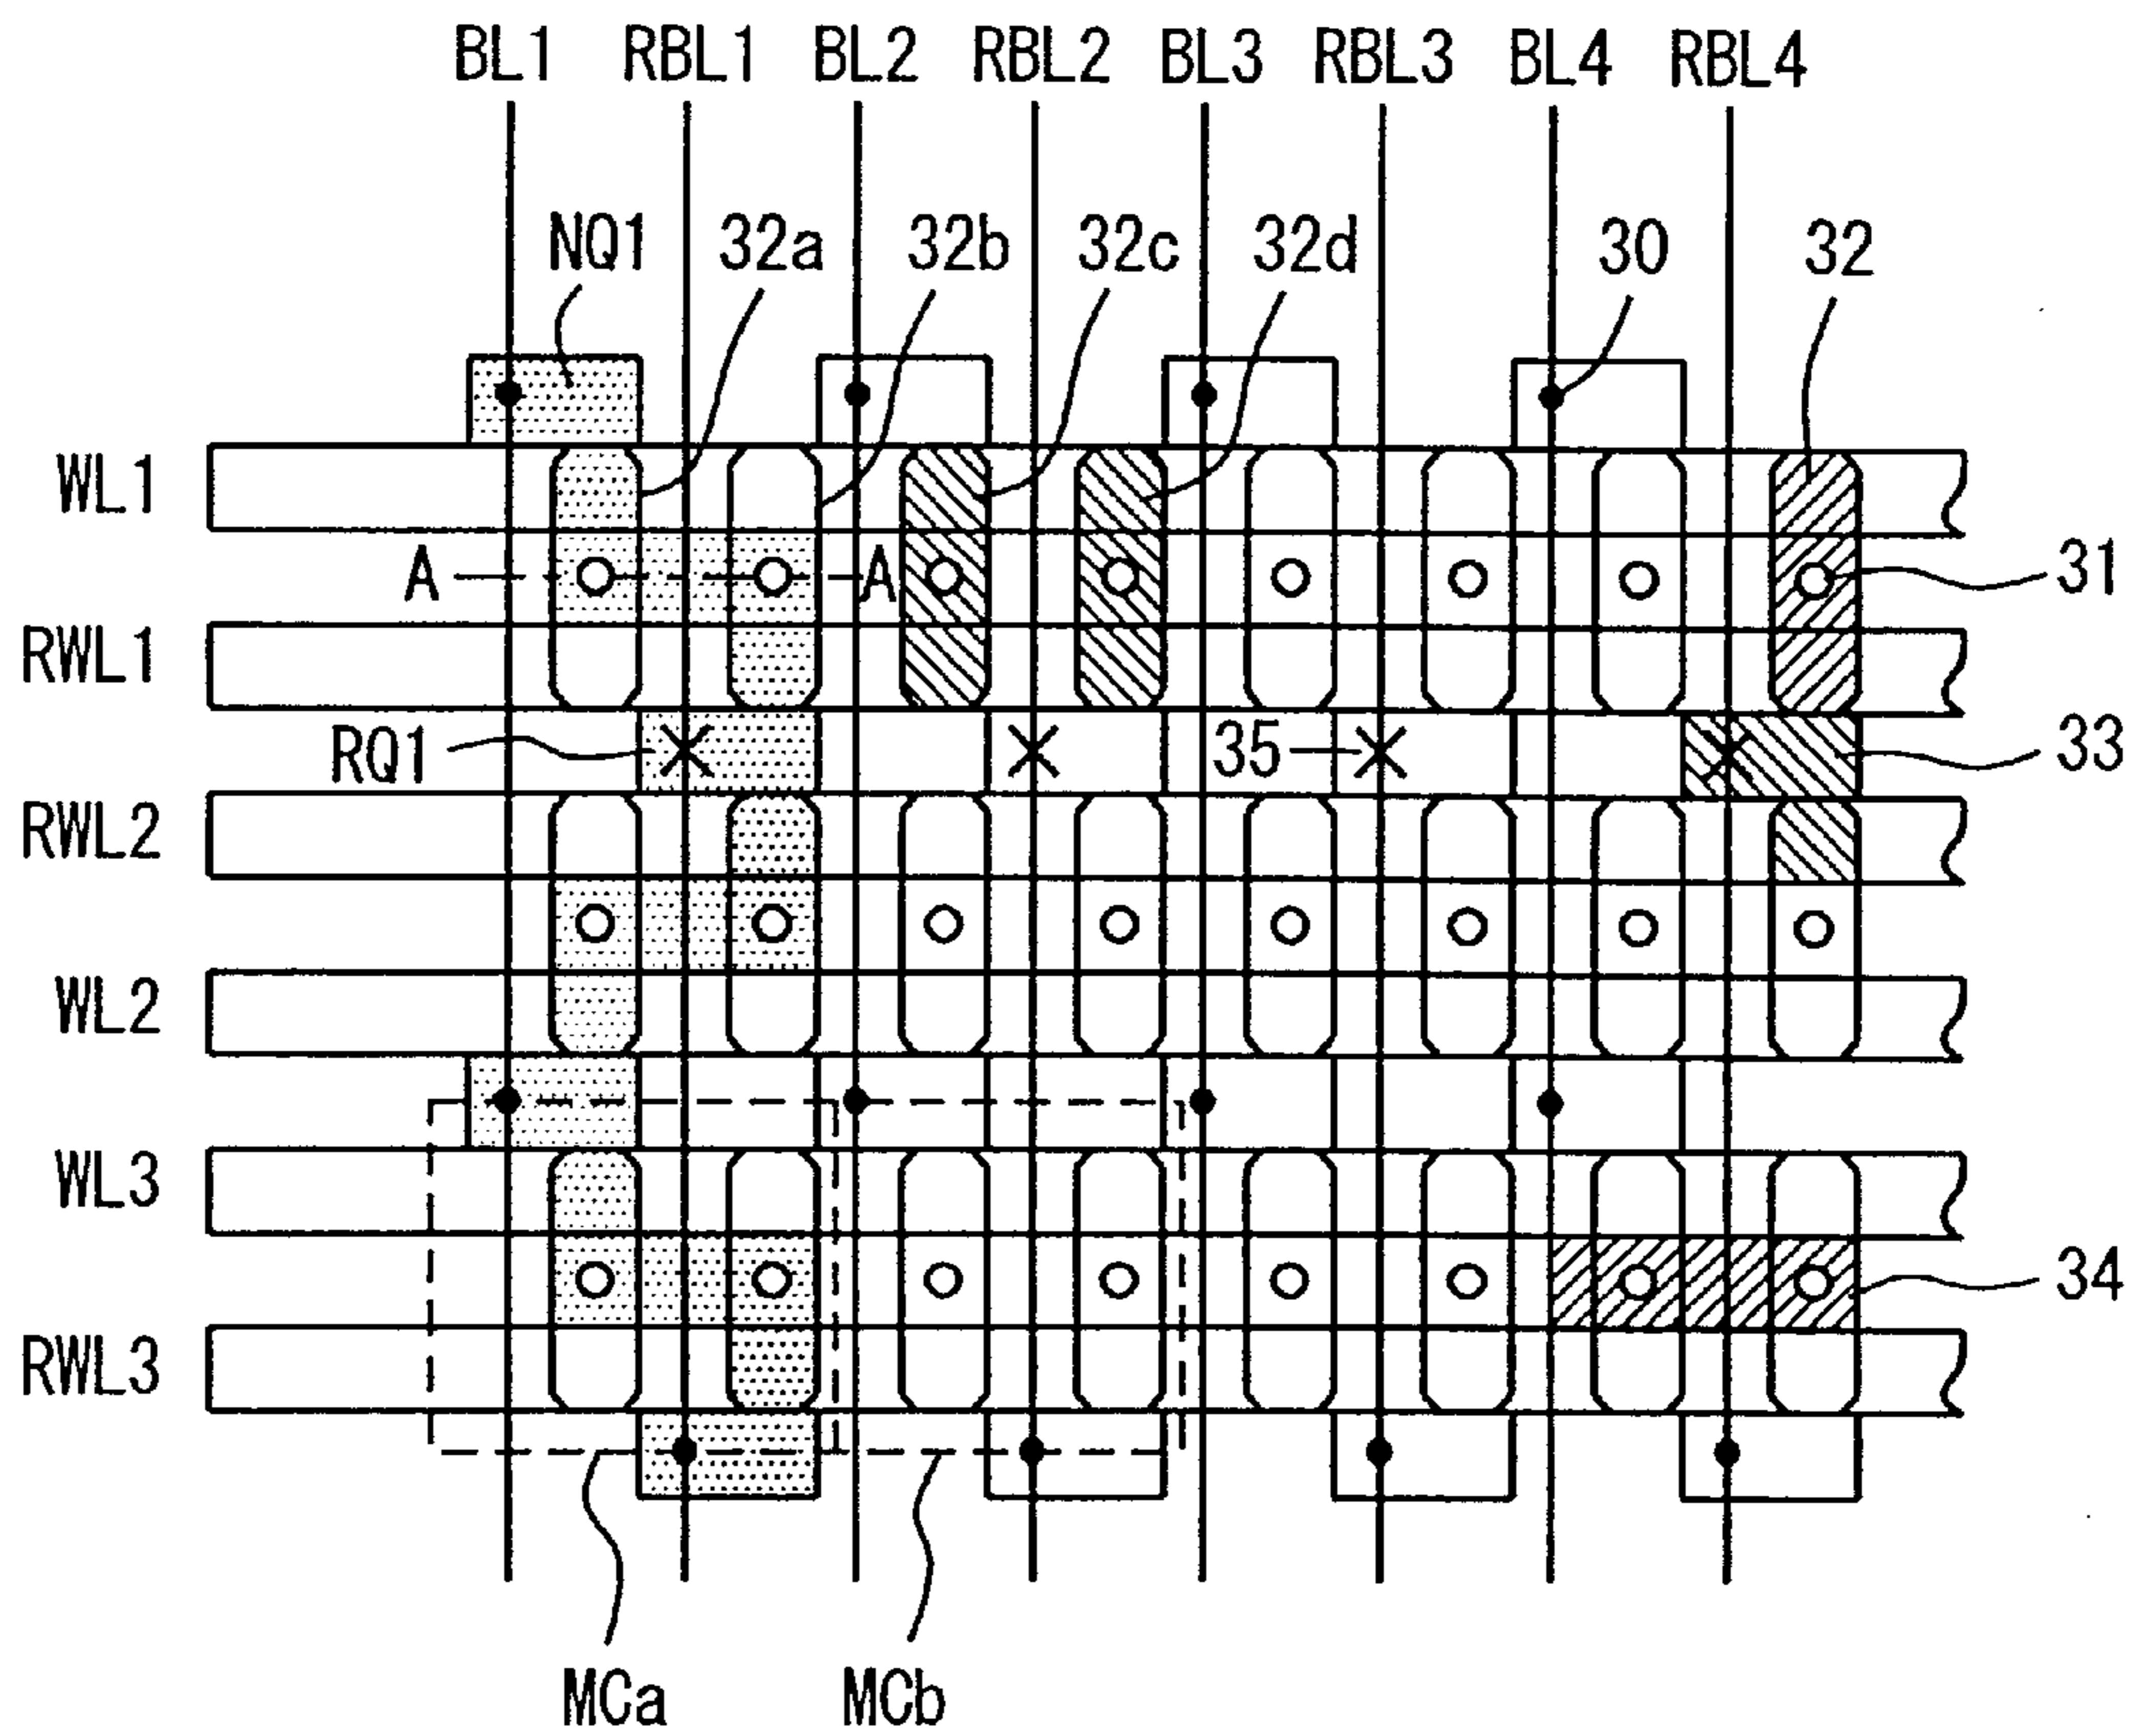 BL1 RBL1 BL2 RBL2 BL3 RBL3 BL4 RBL4
NQ1 32a 32b 32c 32d 30 32
WL1
A A 31
RWL1
RQ1 35 33
RWL2
WL2
WL3
34
RWL3
MCa MCb